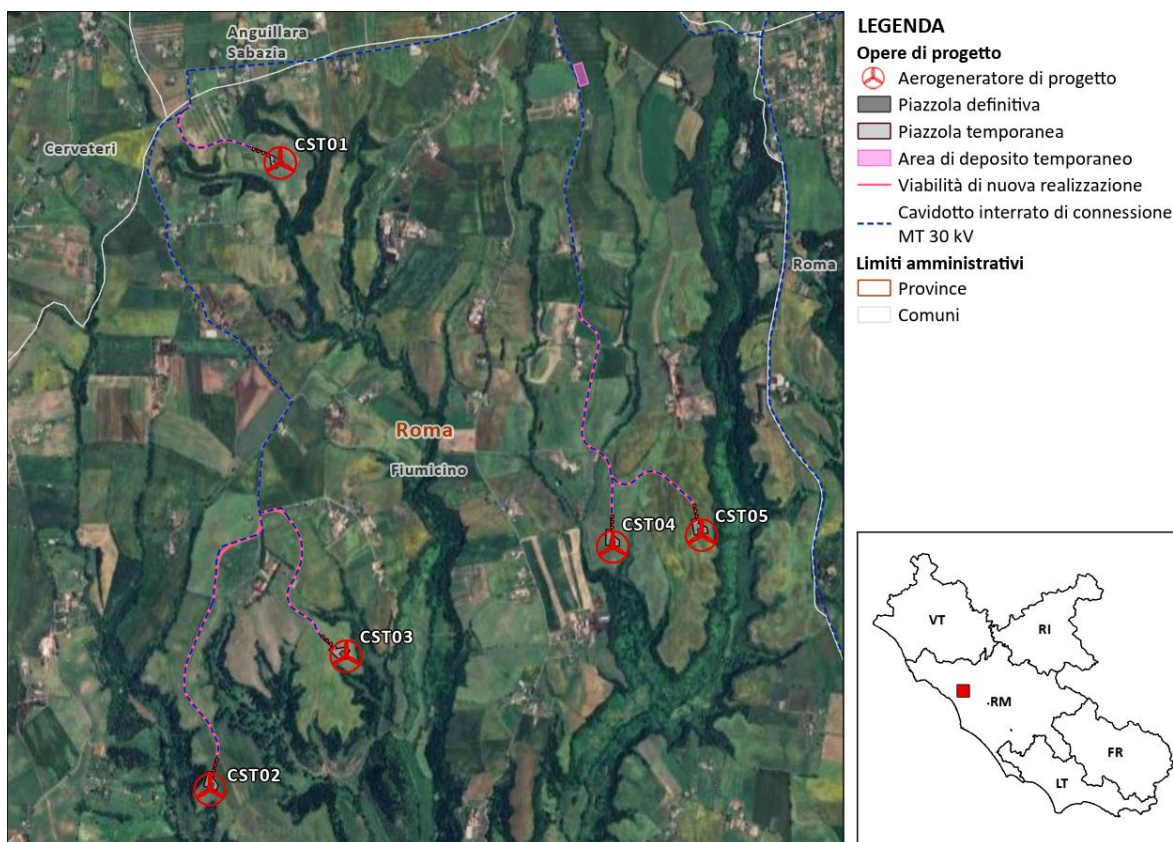 Anguillara
Sabazia
CST01
Cerveteri
Roma
Roma
Fiumicino
CST04
CST05
CST03
CST02
LEGENDA
Opere di progetto
Aerogeneratore di progetto
Piazzola definitiva
Piazzola temporanea
Area di deposito temporaneo
Viabilità di nuova realizzazione
Cavidotto interrato di connessione
MT 30 kV
Limiti amministrativi
Province
Comuni
VT
RI
RM
FR
LT